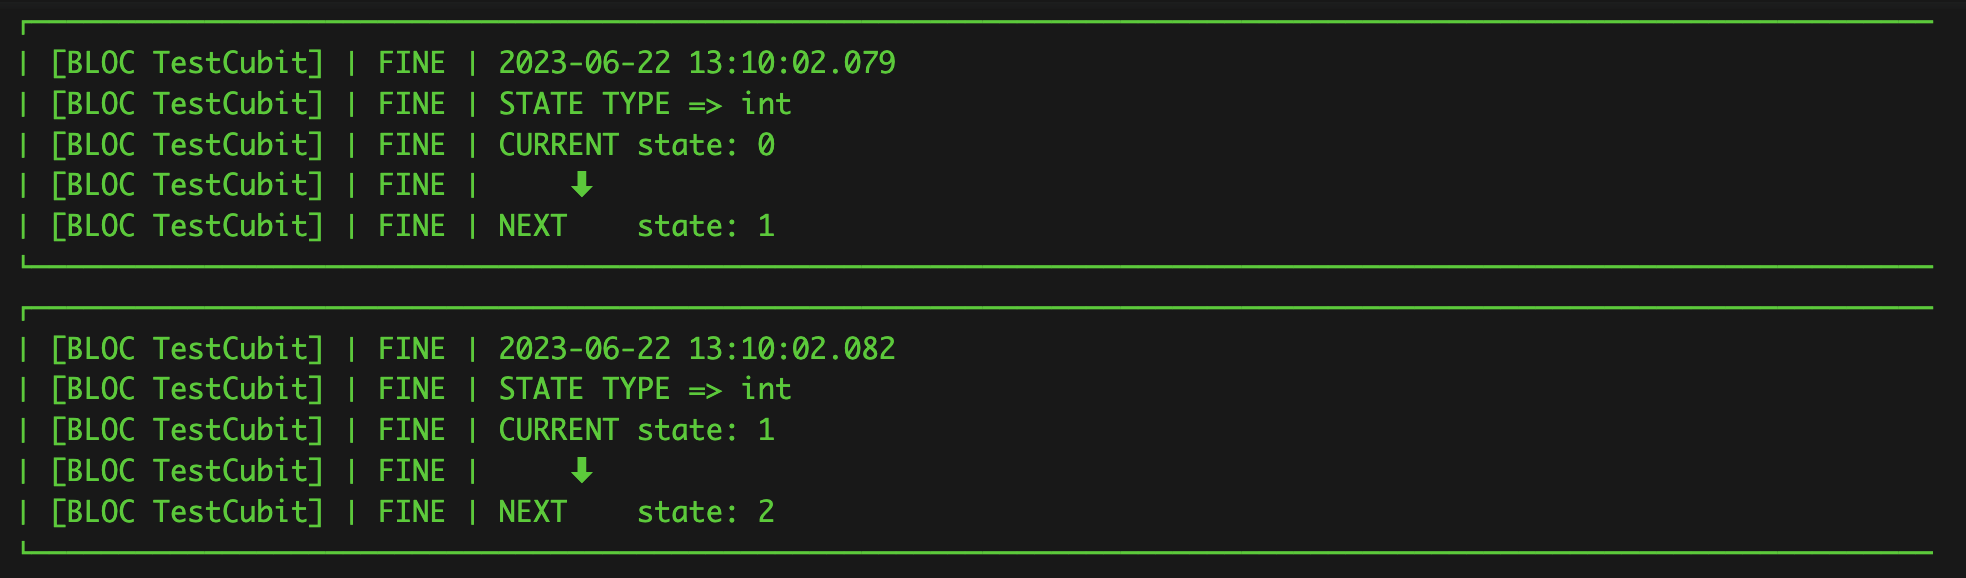 | [BLOC TestCubit] | FINE | 2023-06-22 13:10:02.079
| [BLOC TestCubit] | FINE | STATE TYPE => int
| [BLOC TestCubit] | FINE | CURRENT state: 0
| [BLOC TestCubit] | FINE |     ⬇
| [BLOC TestCubit] | FINE | NEXT    state: 1
| [BLOC TestCubit] | FINE | 2023-06-22 13:10:02.082
| [BLOC TestCubit] | FINE | STATE TYPE => int
| [BLOC TestCubit] | FINE | CURRENT state: 1
| [BLOC TestCubit] | FINE |     ⬇
| [BLOC TestCubit] | FINE | NEXT    state: 2